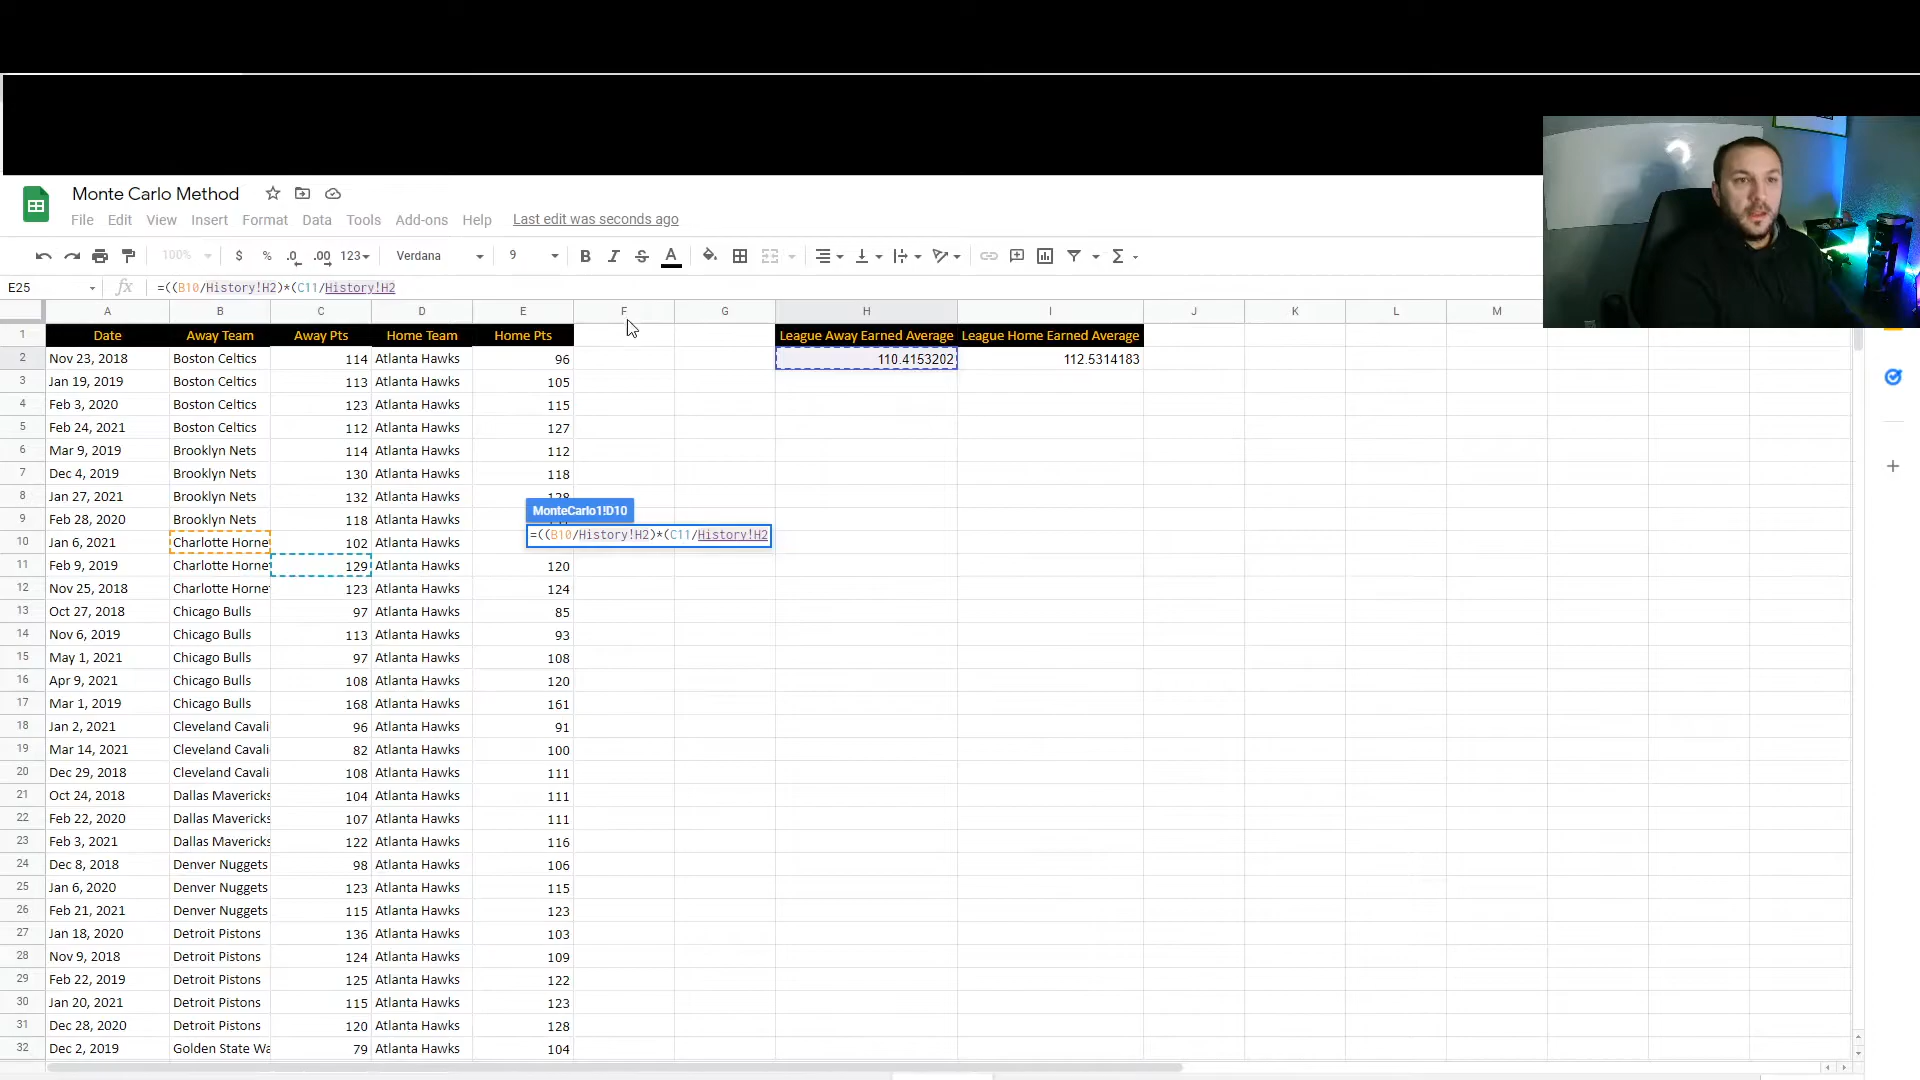 Monte Carlo Method
File Edit View Insert Format Data Tools Add-ons Help Last edit was seconds ago
100% $ % .0 .00 123 Verdana 9 B I S A Σ
E25 fx =((B10/History!H2)*(C11/History!H2
A B C D E F G H I J K L M
1 Date Away Team Away Pts Home Team Home Pts League Away Earned Average League Home Earned Average
2 Nov 23, 2018 Boston Celtics 114 Atlanta Hawks 96 110.4153202 112.5314183
3 Jan 19, 2019 Boston Celtics 113 Atlanta Hawks 105
4 Feb 3, 2020 Boston Celtics 123 Atlanta Hawks 115
5 Feb 24, 2021 Boston Celtics 112 Atlanta Hawks 127
6 Mar 9, 2019 Brooklyn Nets 114 Atlanta Hawks 112
7 Dec 4, 2019 Brooklyn Nets 130 Atlanta Hawks 118
8 Jan 27, 2021 Brooklyn Nets 132 Atlanta Hawks 128
MonteCarlo1!D10
9 Feb 28, 2020 Brooklyn Nets 118 Atlanta Hawks
=((B10/History!H2)*(C11/History!H2
10 Jan 6, 2021 Charlotte Horne 102 Atlanta Hawks
11 Feb 9, 2019 Charlotte Horne 129 Atlanta Hawks 120
12 Nov 25, 2018 Charlotte Horne 123 Atlanta Hawks 124
13 Oct 27, 2018 Chicago Bulls 97 Atlanta Hawks 85
14 Nov 6, 2019 Chicago Bulls 113 Atlanta Hawks 93
15 May 1, 2021 Chicago Bulls 97 Atlanta Hawks 108
16 Apr 9, 2021 Chicago Bulls 108 Atlanta Hawks 120
17 Mar 1, 2019 Chicago Bulls 168 Atlanta Hawks 161
18 Jan 2, 2021 Cleveland Cavali 96 Atlanta Hawks 91
19 Mar 14, 2021 Cleveland Cavali 82 Atlanta Hawks 100
20 Dec 29, 2018 Cleveland Cavali 108 Atlanta Hawks 111
21 Oct 24, 2018 Dallas Mavericks 104 Atlanta Hawks 111
22 Feb 22, 2020 Dallas Mavericks 107 Atlanta Hawks 111
23 Feb 3, 2021 Dallas Mavericks 122 Atlanta Hawks 116
24 Dec 8, 2018 Denver Nuggets 98 Atlanta Hawks 106
25 Jan 6, 2020 Denver Nuggets 123 Atlanta Hawks 115
26 Feb 21, 2021 Denver Nuggets 115 Atlanta Hawks 123
27 Jan 18, 2020 Detroit Pistons 136 Atlanta Hawks 103
28 Nov 9, 2018 Detroit Pistons 124 Atlanta Hawks 109
29 Feb 22, 2019 Detroit Pistons 125 Atlanta Hawks 122
30 Jan 20, 2021 Detroit Pistons 115 Atlanta Hawks 123
31 Dec 28, 2020 Detroit Pistons 120 Atlanta Hawks 128
32 Dec 2, 2019 Golden State Wa 79 Atlanta Hawks 104